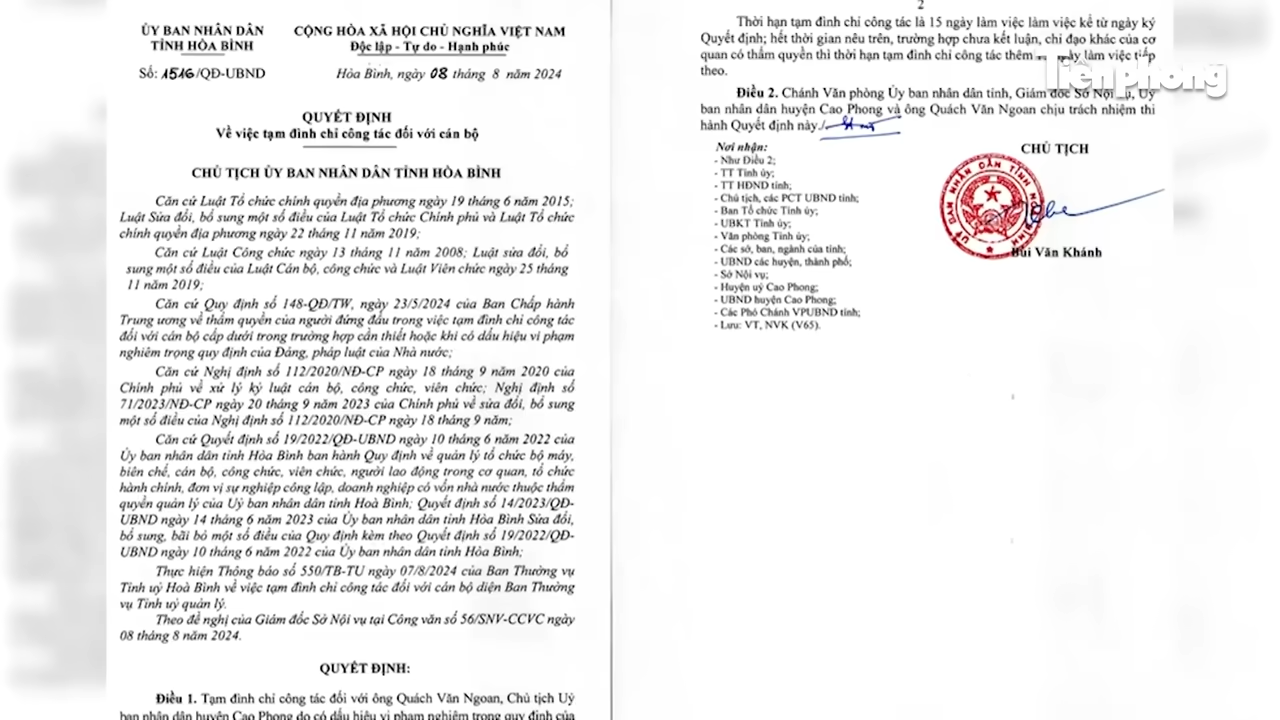 ỦY BAN NHÂN DÂN
TỈNH HÒA BÌNH
Số: 1516/QĐ-UBND
CỘNG HÒA XÃ HỘI CHỦ NGHĨA VIỆT NAM
Độc lập - Tự do - Hạnh phúc
Hòa Bình, ngày 08 tháng 8 năm 2024
QUYẾT ĐỊNH
Về việc tạm đình chỉ công tác đối với cán bộ
CHỦ TỊCH ỦY BAN NHÂN DÂN TỈNH HÒA BÌNH
Căn cứ Luật Tổ chức chính quyền địa phương ngày 19 tháng 6 năm 2015;
Luật Sửa đổi, bổ sung một số điều của Luật Tổ chức Chính phủ và Luật Tổ chức
chính quyền địa phương ngày 22 tháng 11 năm 2019;
Căn cứ Luật Công chức ngày 13 tháng 11 năm 2008; Luật sửa đổi, bổ
sung một số điều của Luật Cán bộ, công chức và Luật Viên chức ngày 25 tháng
11 năm 2019;
Căn cứ Quy định số 148-QĐ/TW, ngày 23/5/2024 của Ban Chấp hành
Trung ương về thẩm quyền của người đứng đầu trong việc tạm đình chỉ công tác
đối với cán bộ cấp dưới trong trường hợp cần thiết hoặc khi có dấu hiệu vi phạm
nghiêm trọng quy định của Đảng, pháp luật của Nhà nước;
Căn cứ Nghị định số 112/2020/NĐ-CP ngày 18 tháng 9 năm 2020 của
Chính phủ về xử lý kỷ luật cán bộ, công chức, viên chức; Nghị định số
71/2023/NĐ-CP ngày 20 tháng 9 năm 2023 của Chính phủ về sửa đổi, bổ sung
một số điều của Nghị định số 112/2020/NĐ-CP ngày 18 tháng 9 năm;
Căn cứ Quyết định số 19/2022/QĐ-UBND ngày 10 tháng 6 năm 2022 của
Ủy ban nhân dân tỉnh Hòa Bình ban hành Quy định về quản lý tổ chức bộ máy,
biên chế, cán bộ, công chức, viên chức, người lao động trong cơ quan, tổ chức
hành chính, đơn vị sự nghiệp công lập, doanh nghiệp có vốn nhà nước thuộc thẩm
quyền quản lý của Uỷ ban nhân dân tỉnh Hoà Bình; Quyết định số 14/2023/QĐ-
UBND ngày 14 tháng 6 năm 2023 của Ủy ban nhân dân tỉnh Hòa Bình Sửa đổi,
bổ sung, bãi bỏ một số điều của Quy định kèm theo Quyết định số 19/2022/QĐ-
UBND ngày 10 tháng 6 năm 2022 của Ủy ban nhân dân tỉnh Hòa Bình;
Thực hiện Thông báo số 550/TB-TU ngày 07/8/2024 của Ban Thường vụ
Tỉnh uỷ Hoà Bình về việc tạm đình chỉ công tác đối với cán bộ diện Ban Thường
vụ Tỉnh uỷ quản lý.
Theo đề nghị của Giám đốc Sở Nội vụ tại Công văn số 56/SNV-CCVC ngày
08 tháng 8 năm 2024.
QUYẾT ĐỊNH:
Điều 1. Tạm đình chỉ công tác đối với ông Quách Văn Ngoan, Chủ tịch Uỷ
ban nhân dân huyện Cao Phong do có dấu hiệu vi phạm nghiêm trọng quy định của
2
Thời hạn tạm đình chỉ công tác là 15 ngày làm việc làm việc kể từ ngày ký
Quyết định; hết thời gian nêu trên, trường hợp chưa kết luận, chỉ đạo khác của cơ
quan có thẩm quyền thì thời hạn tạm đình chỉ công tác thêm ngày làm việc tiếp
theo.
Tiền phong
Điều 2. Chánh Văn phòng Ủy ban nhân dân tỉnh, Giám đốc Sở Nội vụ, Uỷ
ban nhân dân huyện Cao Phong và ông Quách Văn Ngoan chịu trách nhiệm thi
hành Quyết định này./
Nơi nhận:
- Như Điều 2;
- TT Tỉnh ủy;
- TT HĐND tỉnh;
- Chủ tịch, các PCT UBND tỉnh;
- Ban Tổ chức Tỉnh ủy;
- UBKT Tỉnh ủy;
- Văn phòng Tỉnh ủy;
- Các sở, ban, ngành của tỉnh;
- UBND các huyện, thành phố;
- Sở Nội vụ;
- Huyện uỷ Cao Phong;
- UBND huyện Cao Phong;
- Các Phó Chánh VPUBND tỉnh;
- Lưu: VT, NVK (V65).
CHỦ TỊCH
ỦY BAN NHÂN DÂN TỈNH HÒA BÌNH
Bùi Văn Khánh